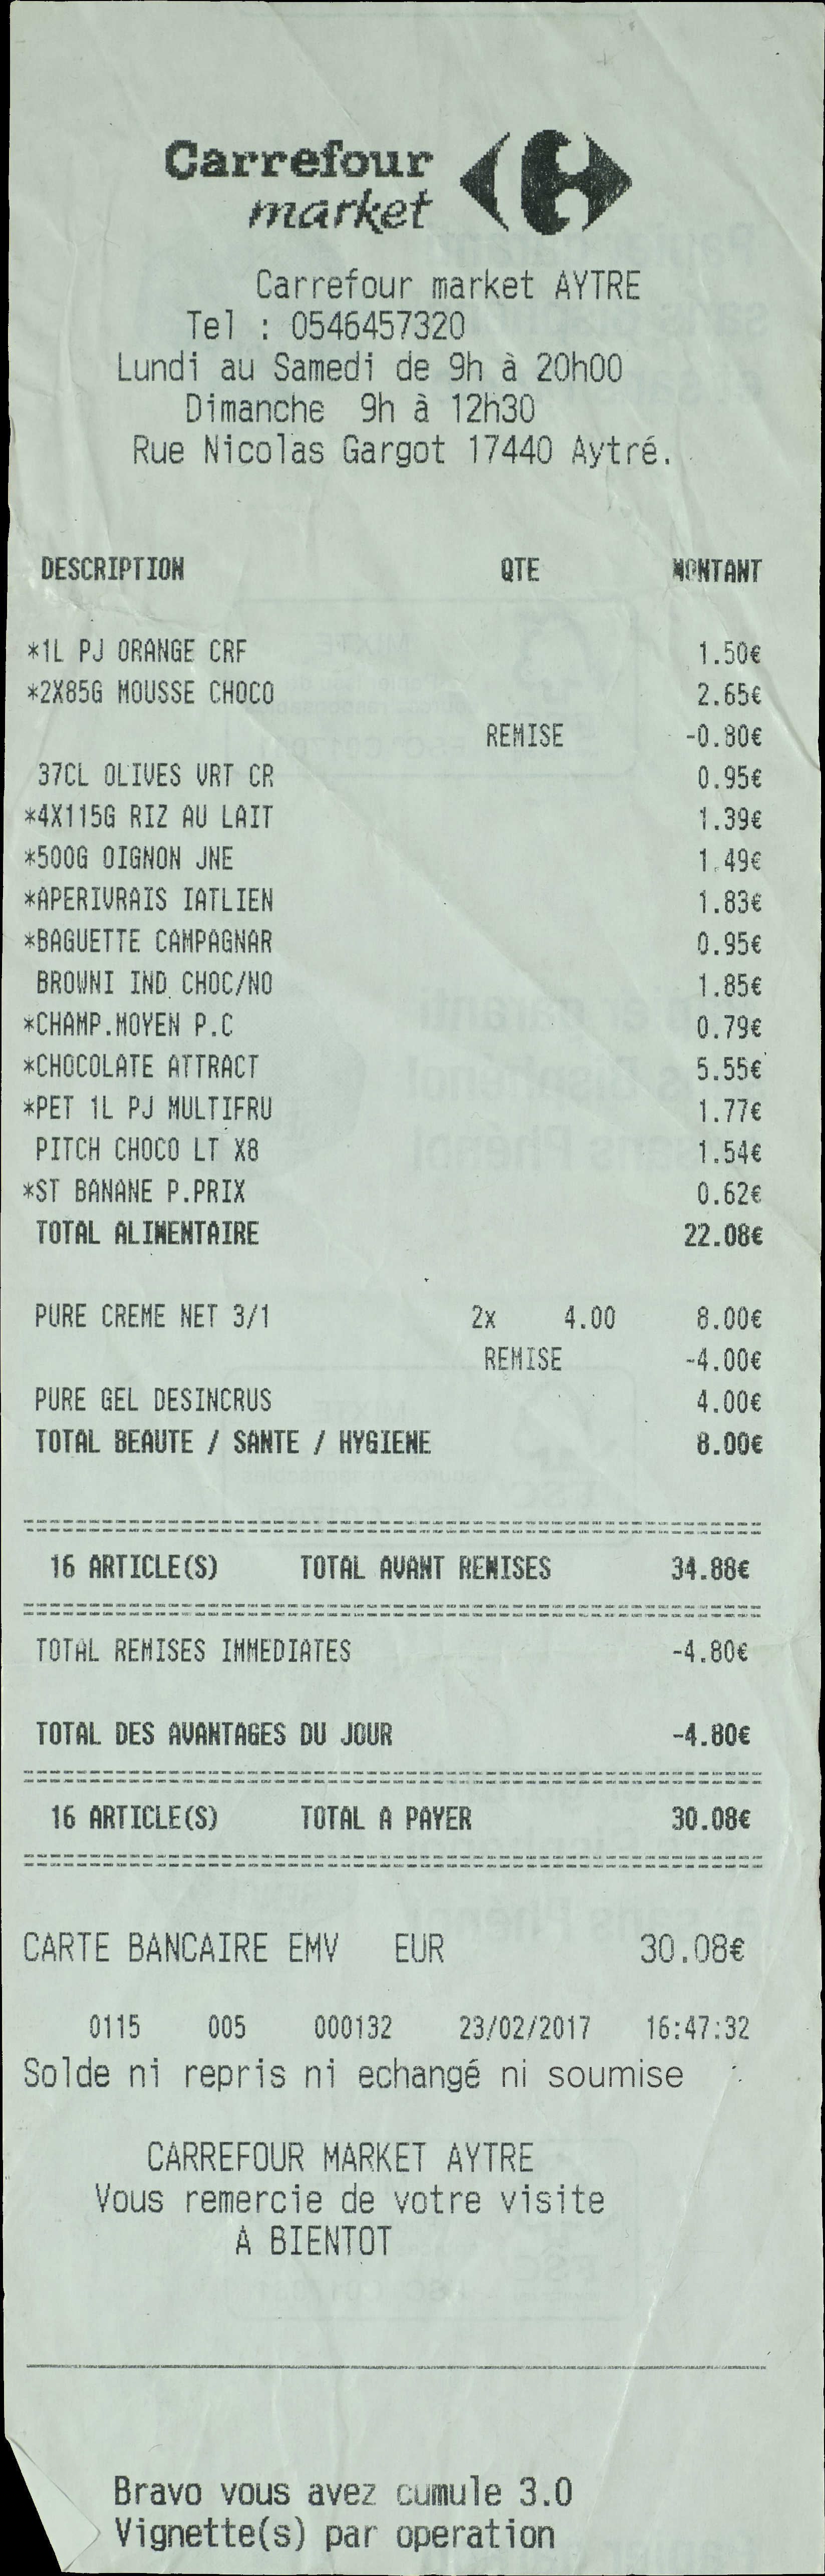 Carrefour
market
Carrefour market AYTRE
Tel : 0546457320
Lundi au Samedi de 9h à 20h00
Dimanche 9h à 12h30
Rue Nicolas Gargot 17440 Aytré.
DESCRIPTION QTE MONTANT
*1L PJ ORANGE CRF 1.50€
*2X85G MOUSSE CHOCO 2.65€
REMISE -0.80€
37CL OLIVES VRT CR 0.95€
*4X115G RIZ AU LAIT 1.39€
*500G OIGNON JNE 1.49€
*APERIVRAIS IATLIEN 1.83€
*BAGUETTE CAMPAGNAR 0.95€
BROWNI IND CHOC/NO 1.85€
*CHAMP.MOYEN P.C 0.79€
*CHOCOLATE ATTRACT 5.55€
*PET 1L PJ MULTIFRU 1.77€
PITCH CHOCO LT X8 1.54€
*ST BANANE P.PRIX 0.62€
TOTAL ALIMENTAIRE 22.08€
PURE CREME NET 3/1 2x 4.00 8.00€
REMISE -4.00€
PURE GEL DESINCRUS 4.00€
TOTAL BEAUTE / SANTE / HYGIENE 8.00€
16 ARTICLE(S) TOTAL AVANT REMISES 34.88€
TOTAL REMISES IMMEDIATES -4.80€
TOTAL DES AVANTAGES DU JOUR -4.80€
16 ARTICLE(S) TOTAL A PAYER 30.08€
CARTE BANCAIRE EMV EUR 30.08€
0115 005 000132 23/02/2017 16:47:32
Solde ni repris ni echangé ni soumise
CARREFOUR MARKET AYTRE
Vous remercie de votre visite
A BIENTOT
Bravo vous avez cumule 3.0
Vignette(s) par operation